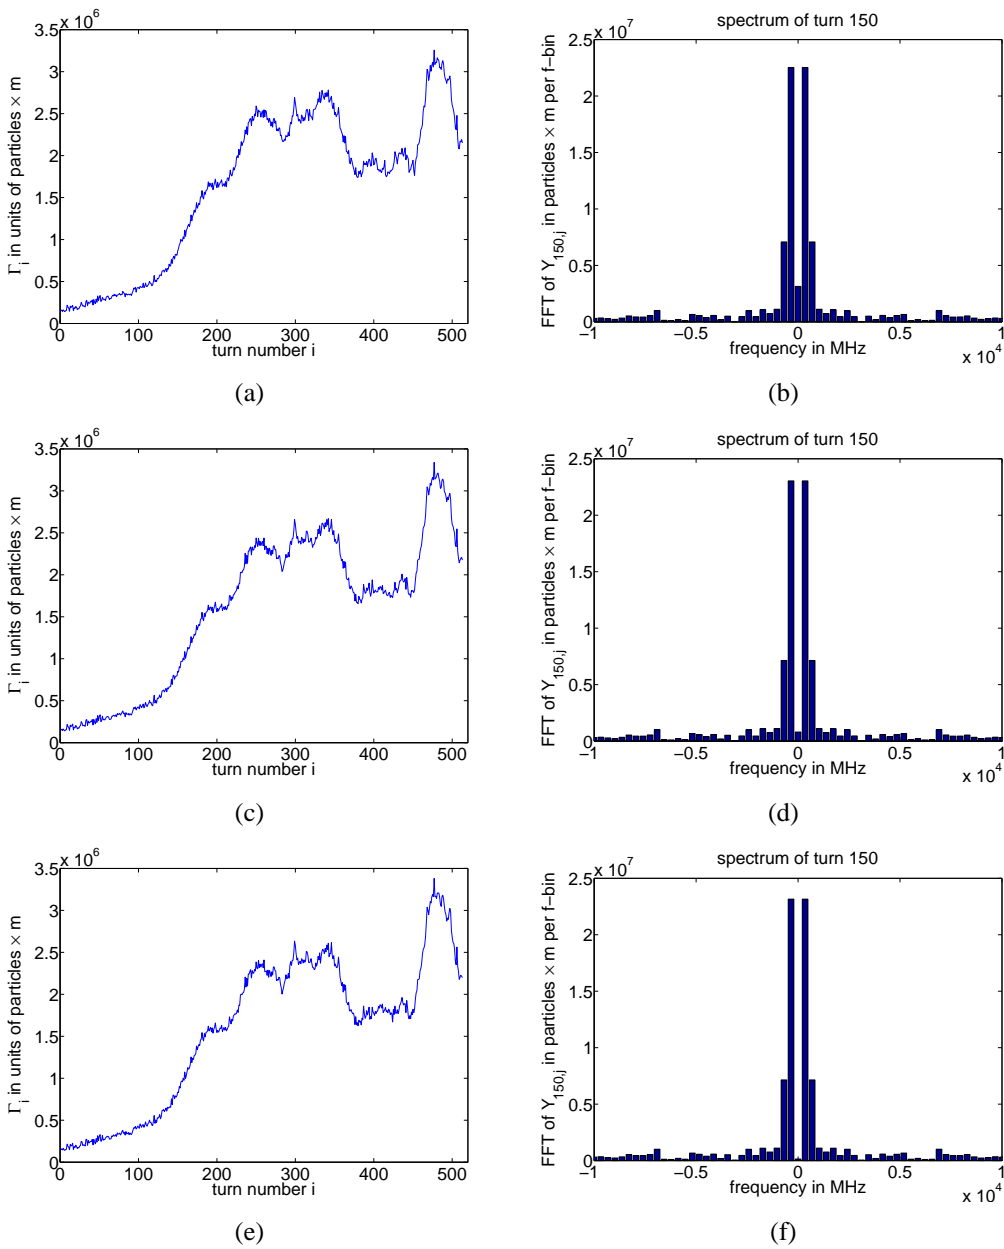 x 10^6
3.5
3
2.5
2
1.5
1
0.5
0
0 100 200 300 400 500
Γ_i in units of particles × m
turn number i
(a)
spectrum of turn 150
x 10^7
2.5
2
1.5
1
0.5
0
−1 −0.5 0 0.5 1
FFT of Y_150,j in particles × m per f−bin
frequency in MHz
x 10^4
(b)
x 10^6
3.5
3
2.5
2
1.5
1
0.5
0
0 100 200 300 400 500
Γ_i in units of particles × m
turn number i
(c)
spectrum of turn 150
x 10^7
2.5
2
1.5
1
0.5
0
−1 −0.5 0 0.5 1
FFT of Y_150,j in particles × m per f−bin
frequency in MHz
x 10^4
(d)
x 10^6
3.5
3
2.5
2
1.5
1
0.5
0
0 100 200 300 400 500
Γ_i in units of particles × m
turn number i
(e)
spectrum of turn 150
x 10^7
2.5
2
1.5
1
0.5
0
−1 −0.5 0 0.5 1
FFT of Y_150,j in particles × m per f−bin
frequency in MHz
x 10^4
(f)